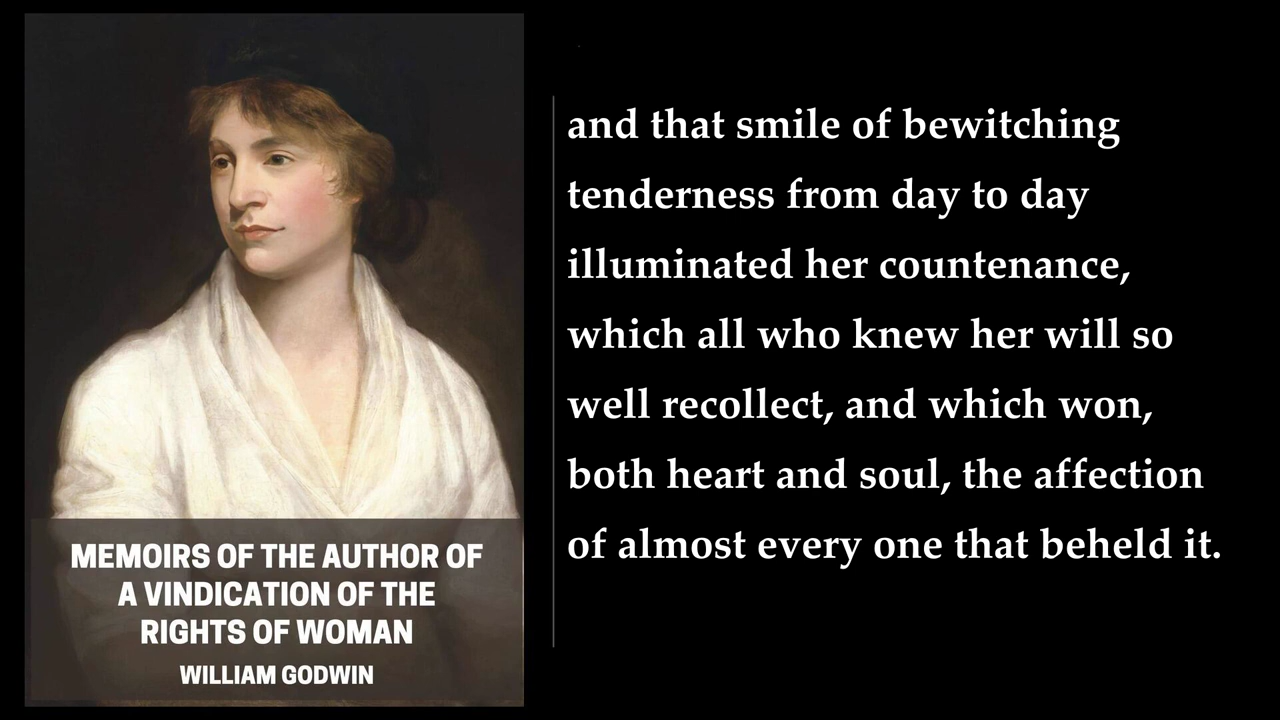 MEMOIRS OF THE AUTHOR OF
A VINDICATION OF THE
RIGHTS OF WOMAN
WILLIAM GODWIN
and that smile of bewitching
tenderness from day to day
illuminated her countenance,
which all who knew her will so
well recollect, and which won,
both heart and soul, the affection
of almost every one that beheld it.